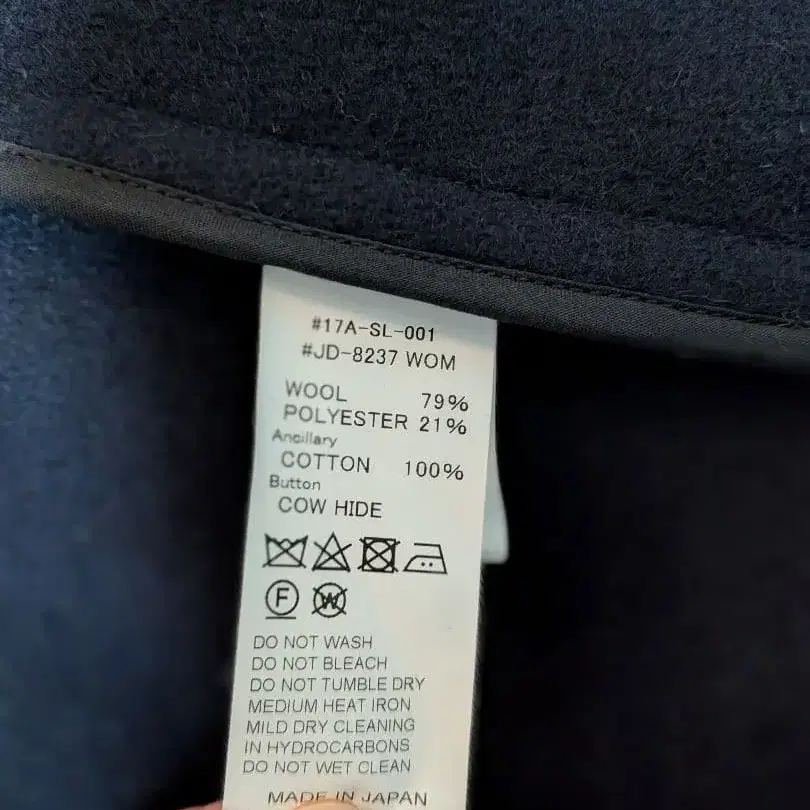 #17A-SL-001
#JD-8237 WOM
WOOL 79%
POLYESTER 21%
Ancillary
COTTON 100%
Button
COW HIDE
F W
DO NOT WASH
DO NOT BLEACH
DO NOT TUMBLE DRY
MEDIUM HEAT IRON
MILD DRY CLEANING
IN HYDROCARBONS
DO NOT WET CLEAN
MADE IN JAPAN